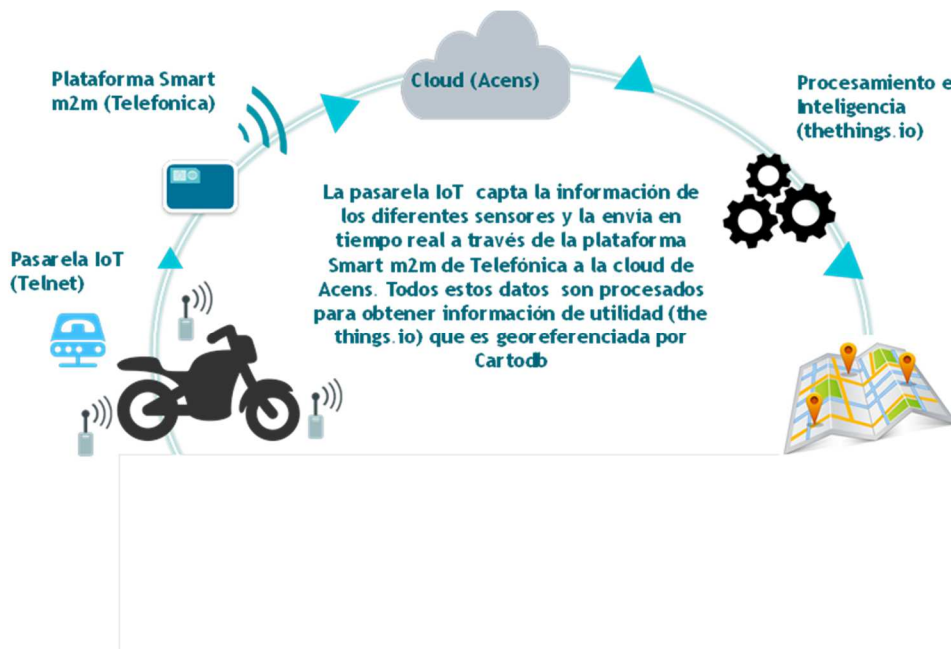 Plataforma Smart
m2m (Telefonica)
Cloud (Acens)
Procesamiento e
Inteligencia
(thethings.io)
Pasarela IoT
(Telnet)
La pasarela IoT capta la información de
los diferentes sensores y la envía en
tiempo real a través de la plataforma
Smart m2m de Telefónica a la cloud de
Acens. Todos estos datos son procesados
para obtener información de utilidad (the
things.io) que es georeferenciada por
Cartodb